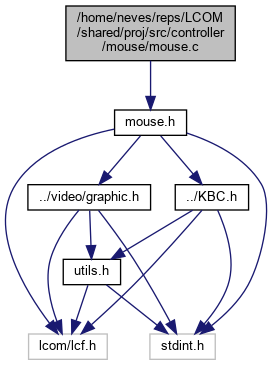 /home/neves/reps/LCOM
/shared/proj/src/controller
/mouse/mouse.c
mouse.h
../video/graphic.h
../KBC.h
utils.h
lcom/lcf.h
stdint.h